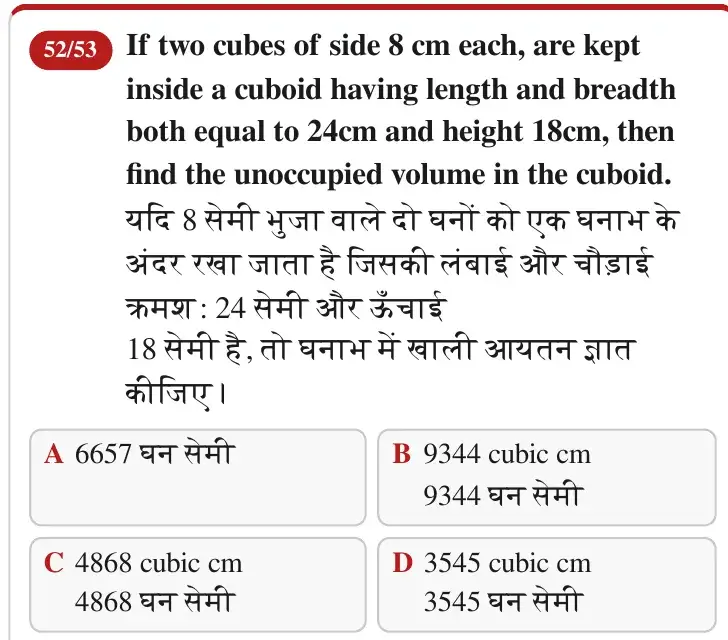 52/53 If two cubes of side 8 cm each, are kept
inside a cuboid having length and breadth
both equal to 24cm and height 18cm, then
find the unoccupied volume in the cuboid.
यदि 8 सेमी भुजा वाले दो घनों को एक घनाभ के
अंदर रखा जाता है जिसकी लंबाई और चौड़ाई
क्रमश: 24 सेमी और ऊँचाई
18 सेमी है, तो घनाभ में खाली आयतन ज्ञात
कीजिए।
A 6657 घन सेमी
B 9344 cubic cm
9344 घन सेमी
C 4868 cubic cm
4868 घन सेमी
D 3545 cubic cm
3545 घन सेमी